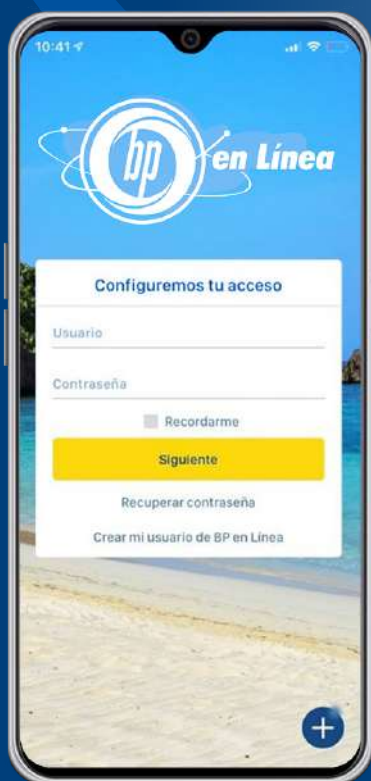 10:41
bp en Línea
Configuremos tu acceso
Usuario
Contraseña
Recordarme
Siguiente
Recuperar contraseña
Crear mi usuario de BP en Línea